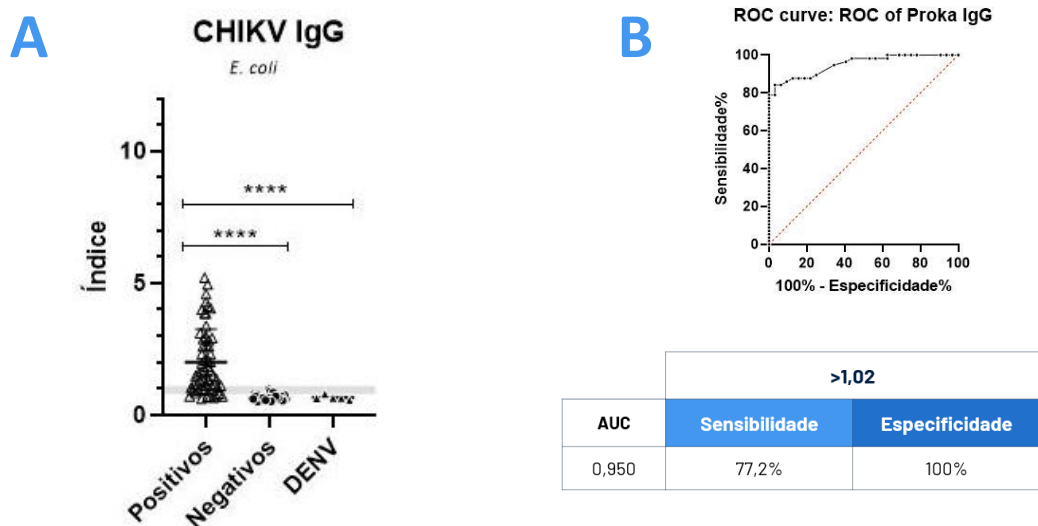 A
CHIKV IgG
E. coli
10
5
0
Índice
****
****
Positivos
Negativos
DENV
B
ROC curve: ROC of Proka IgG
100
80
60
40
20
0
Sensibilidade%
0 20 40 60 80 100
100% - Especificidade%
>1,02
AUC Sensibilidade Especificidade
0,950 77,2% 100%